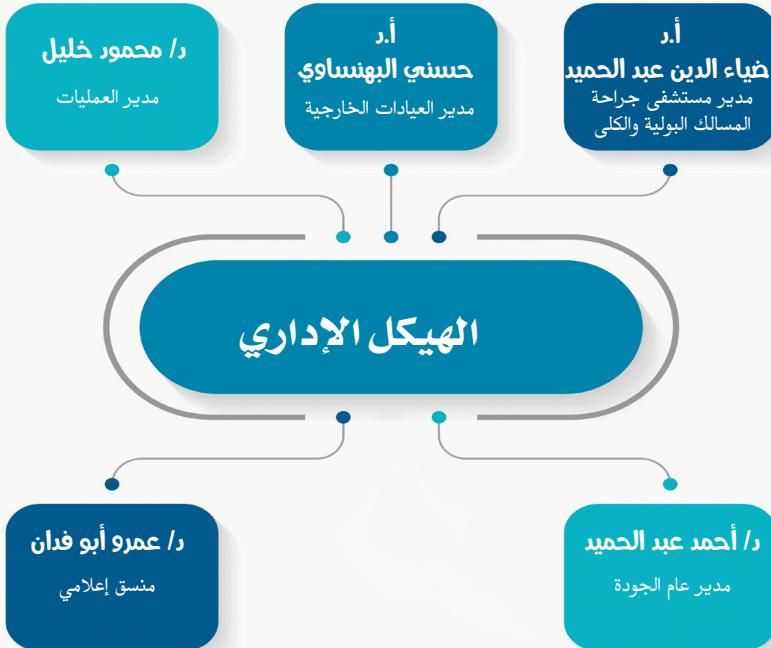 أ.د
ضياء الدين عبد الحميد
مدير مستشفى جراحة
المسالك البولية والكلى
أ.د
حسني البهنساوي
مدير العيادات الخارجية
د/ محمود خليل
مدير العمليات
الهيكل الإداري
د/ أحمد عبد الحميد
مدير عام الجودة
د/ عمرو أبو فدان
منسق إعلامي